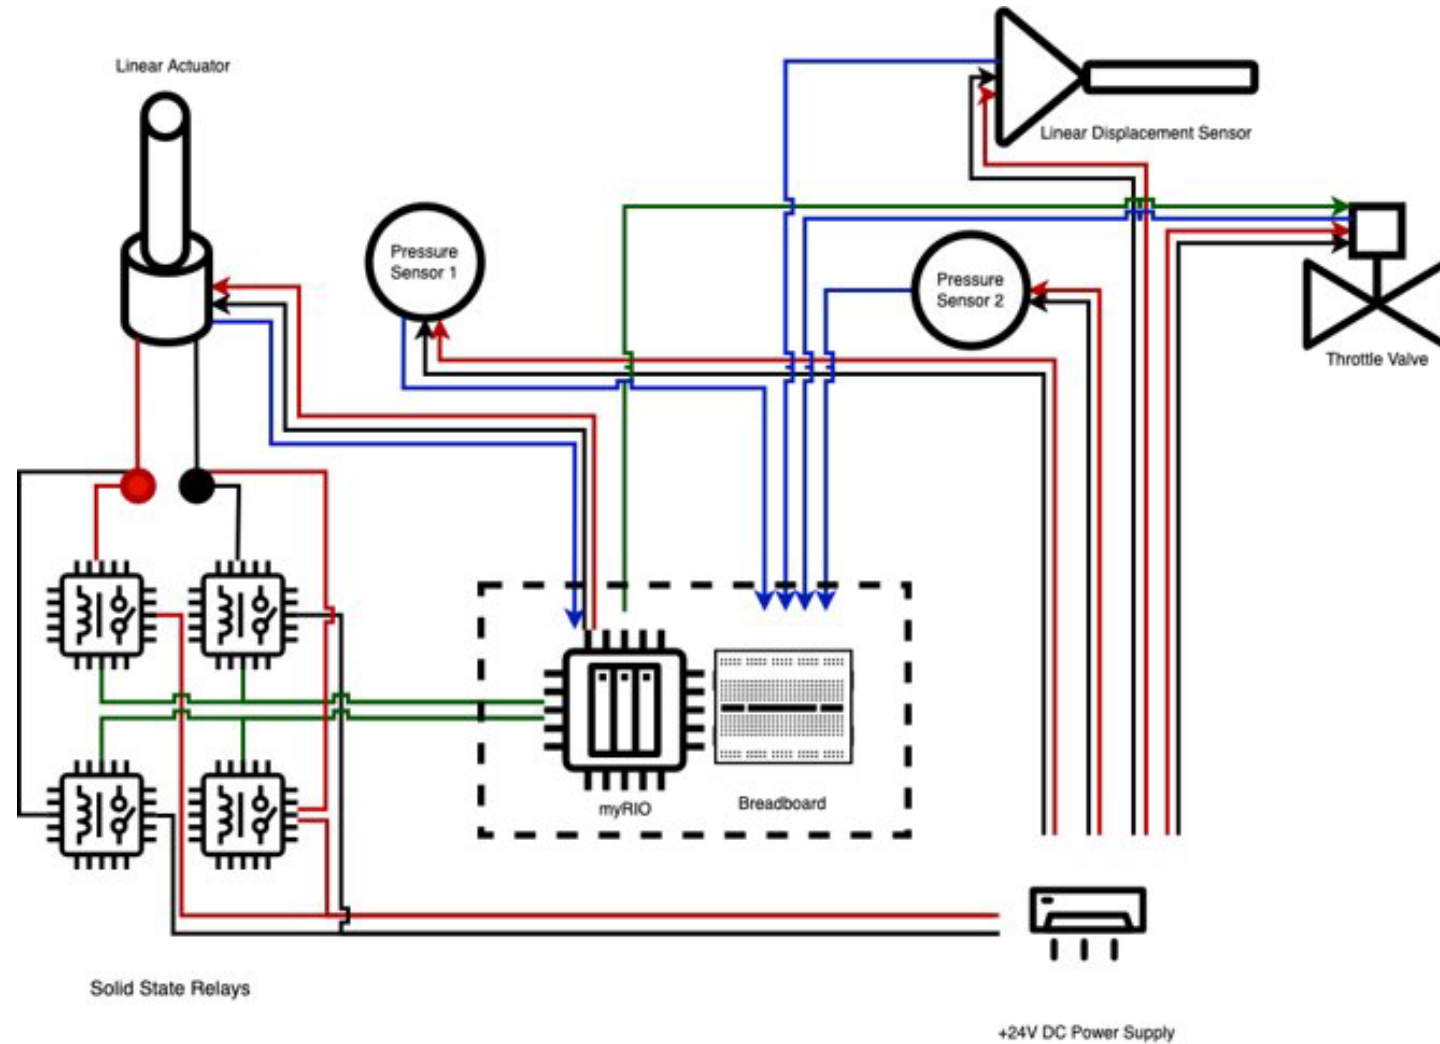 Linear Actuator
Linear Displacement Sensor
Pressure
Sensor 1
Pressure
Sensor 2
Throttle Valve
myRIO
Breadboard
Solid State Relays
+24V DC Power Supply